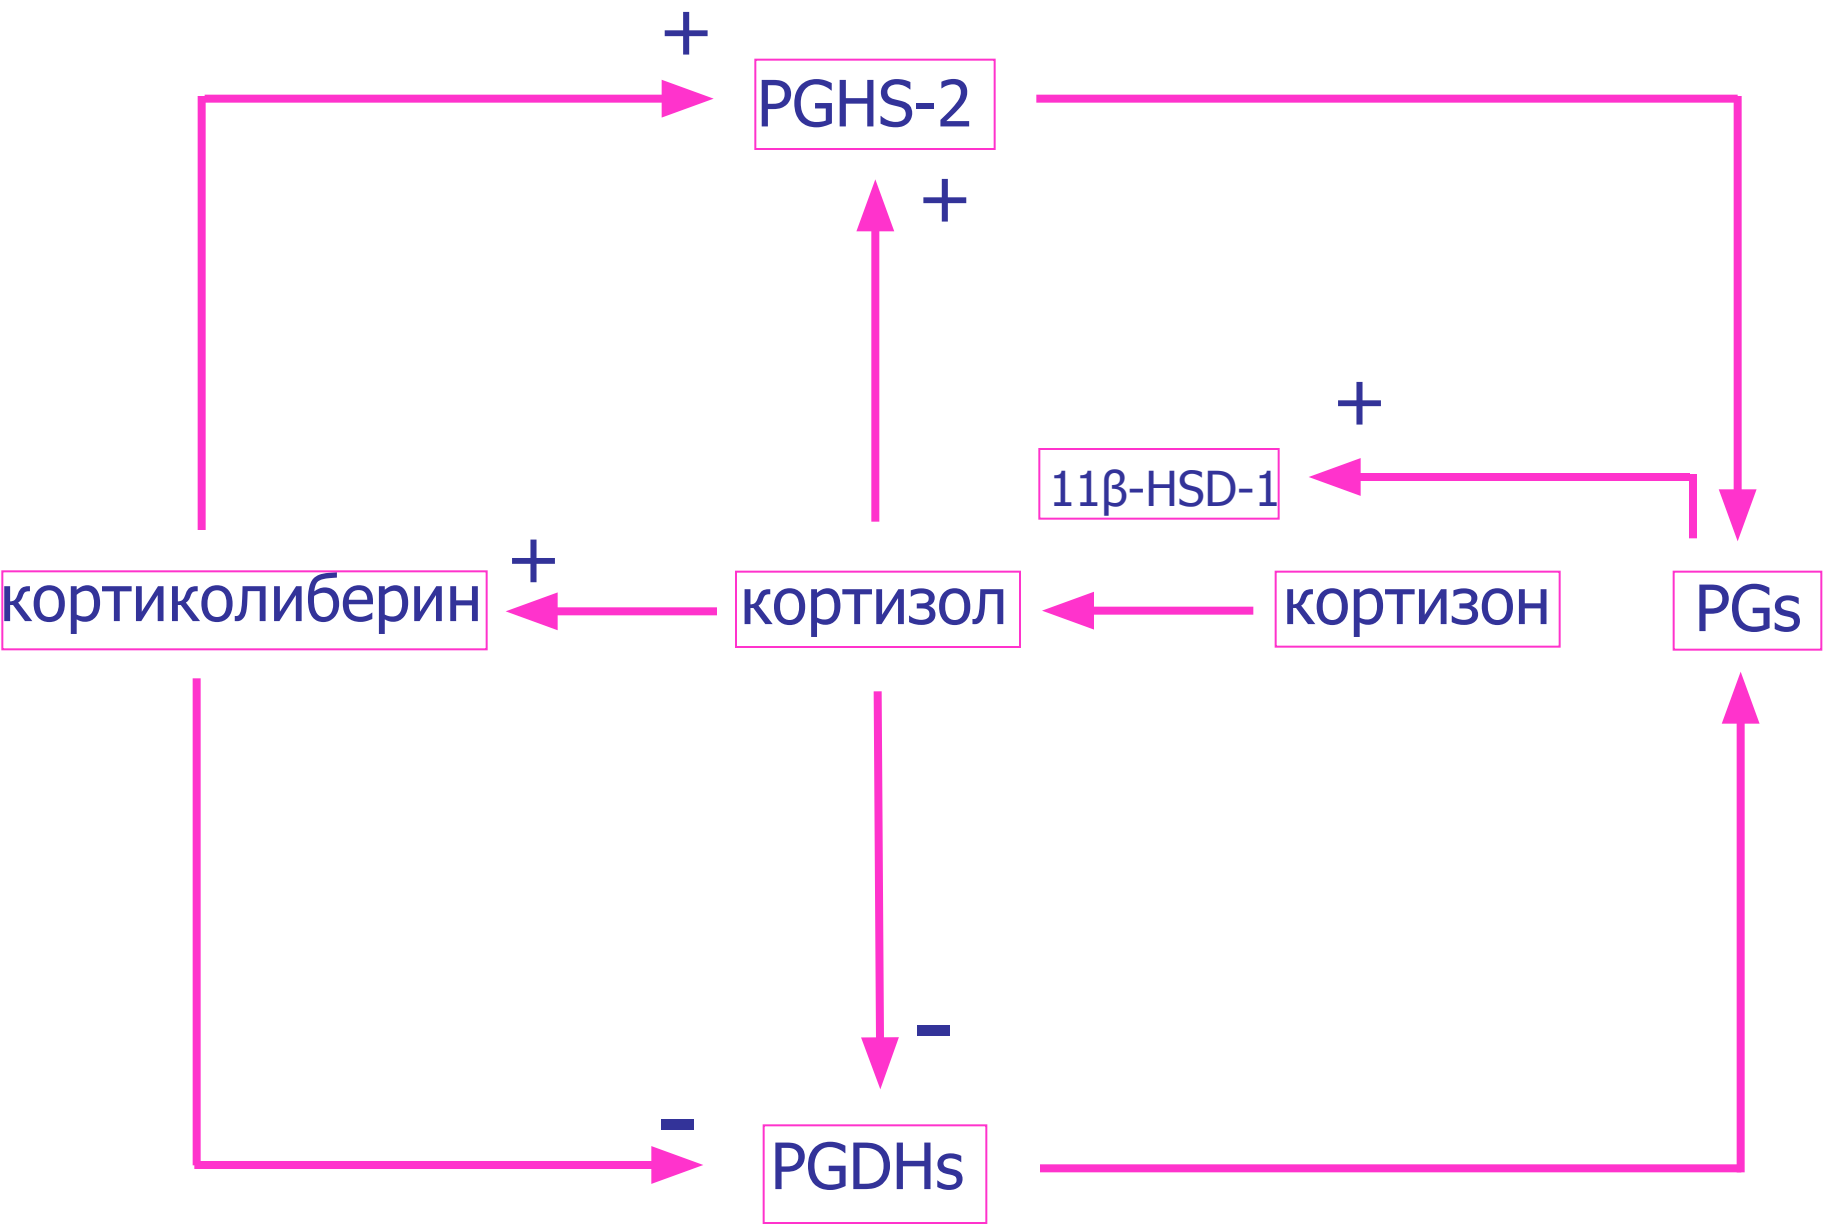 +
PGHS-2
+
+
11β-HSD-1
+
кортиколиберин
кортизол
кортизон
PGs
-
-
PGDHs